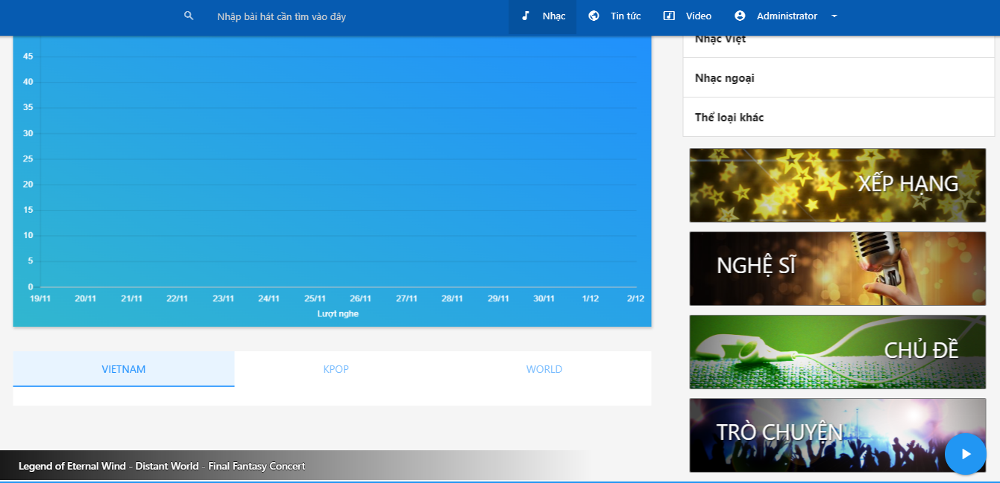 Nhập bài hát cần tìm vào đây
Nhạc
Tin tức
Video
Administrator
45
40
35
30
25
20
15
10
5
0
19/11 20/11 21/11 22/11 23/11 24/11 25/11 26/11 27/11 28/11 29/11 30/11 1/12 2/12
Lượt nghe
VIETNAM
KPOP
WORLD
Nhạc Việt
Nhạc ngoại
Thể loại khác
XẾP HẠNG
NGHỆ SĨ
CHỦ ĐỀ
TRÒ CHUYỆN
Legend of Eternal Wind - Distant World - Final Fantasy Concert